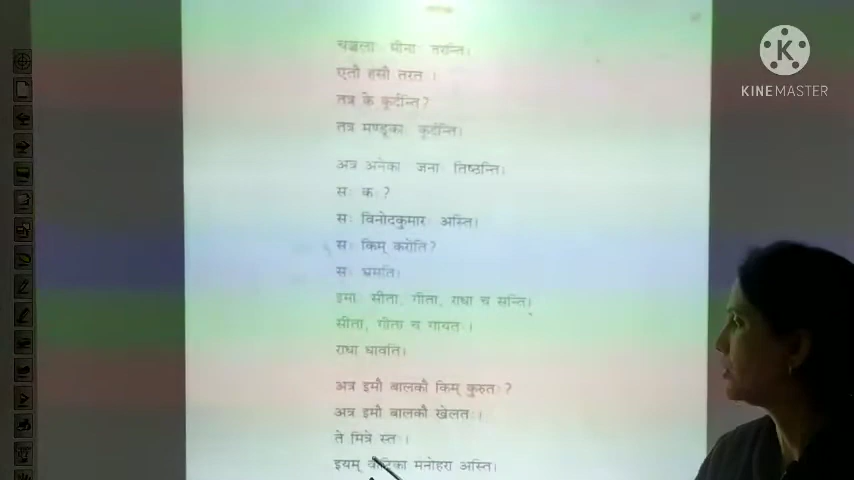 चञ्चला मीनाः तरन्ति।
एतौ हंसौ तरतः।
तत्र के कूर्दन्ति?
तत्र मण्डूकाः कूर्दन्ति।
अत्र अनेकाः जनाः तिष्ठन्ति।
सः कः?
सः विनोदकुमारः अस्ति।
सः किम् करोति?
सः भ्रमति।
इमाः सीता, गीता, राधा च सन्ति।
सीता, गीता च गायतः।
राधा धावति।
अत्र इमौ बालकौ किम् कुरुतः?
अत्र इमौ बालकौ खेलतः।
ते मित्रे स्तः।
इयम् वाटिका मनोहरा अस्ति।
K
KINEMASTER